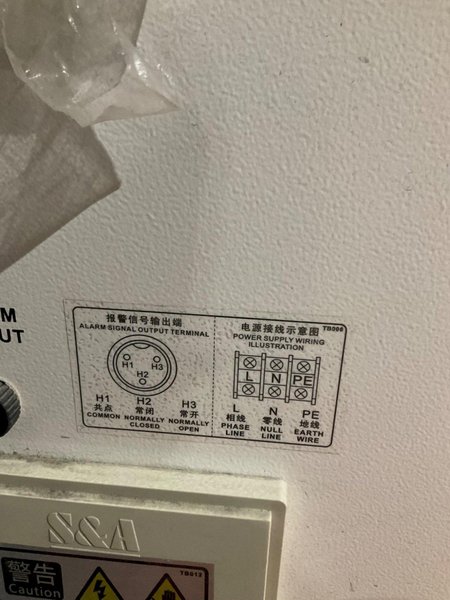 M
UT
报警信号输出端
ALARM SIGNAL OUTPUT TERMINAL
H1 H3
H2
H1 H2 H3
共点 常闭 常开
COMMON NORMALLY NORMALLY
CLOSED OPEN
电源接线示意图 TB006
POWER SUPPLY WIRING
ILLUSTRATION
L N PE
L N PE
相线 零线 地线
PHASE NULL EARTH
LINE LINE WIRE
S&A
警告 TB012
Caution